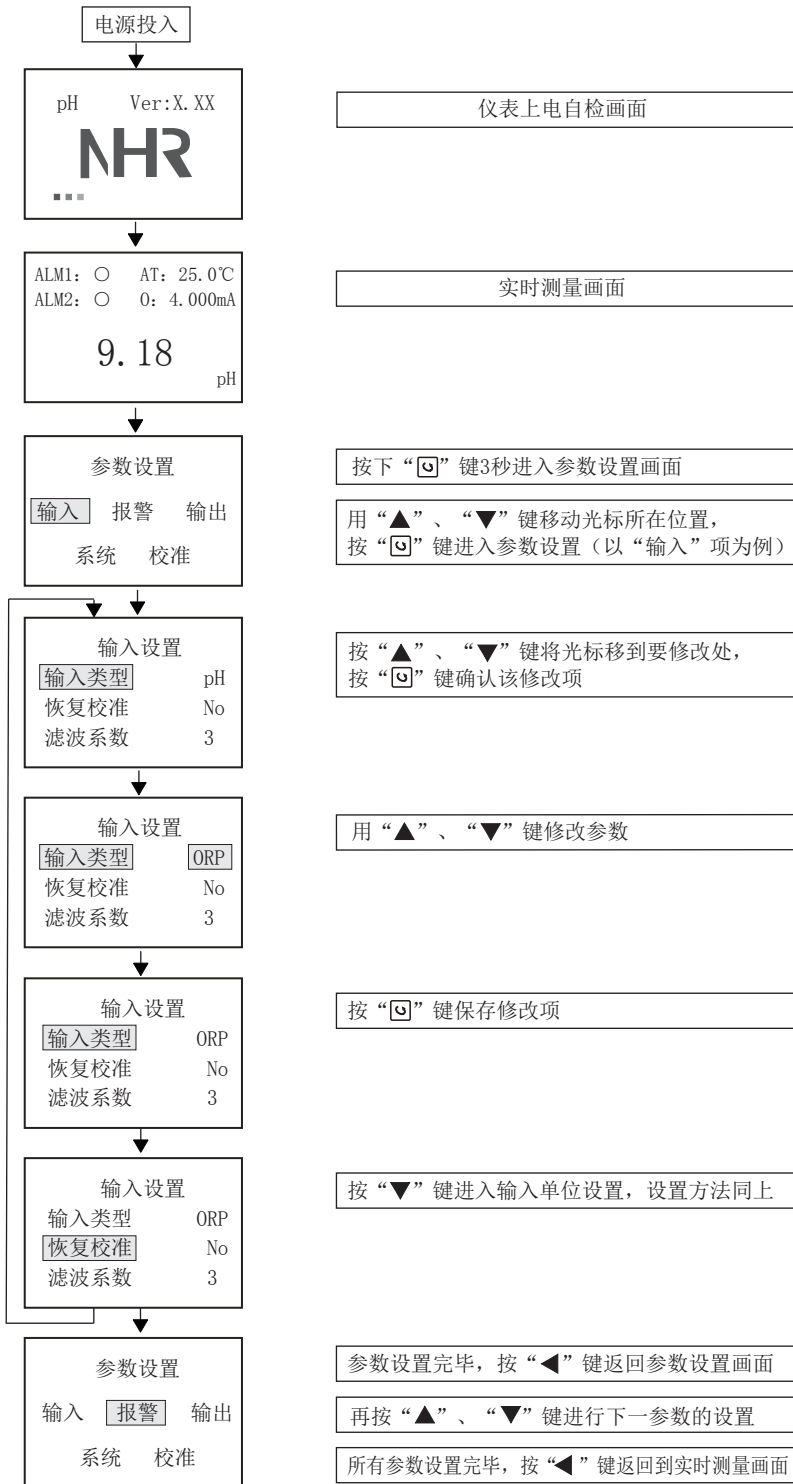 电源投入
pH Ver:X.XX
NHR
仪表上电自检画面
ALM1: ○ AT: 25.0℃
ALM2: ○ O: 4.000mA
9.18
pH
实时测量画面
参数设置
输入 报警 输出
系统 校准
按下“”键3秒进入参数设置画面
用“▲”、“▼”键移动光标所在位置,
按“”键进入参数设置（以“输入”项为例）
输入设置
输入类型 pH
恢复校准 No
滤波系数 3
按“▲”、“▼”键将光标移到要修改处,
按“”键确认该修改项
输入设置
输入类型 ORP
恢复校准 No
滤波系数 3
用“▲”、“▼”键修改参数
输入设置
输入类型 ORP
恢复校准 No
滤波系数 3
按“”键保存修改项
输入设置
输入类型 ORP
恢复校准 No
滤波系数 3
按“▼”键进入输入单位设置，设置方法同上
参数设置
输入 报警 输出
系统 校准
参数设置完毕，按“◀”键返回参数设置画面
再按“▲”、“▼”键进行下一参数的设置
所有参数设置完毕，按“◀”键返回到实时测量画面